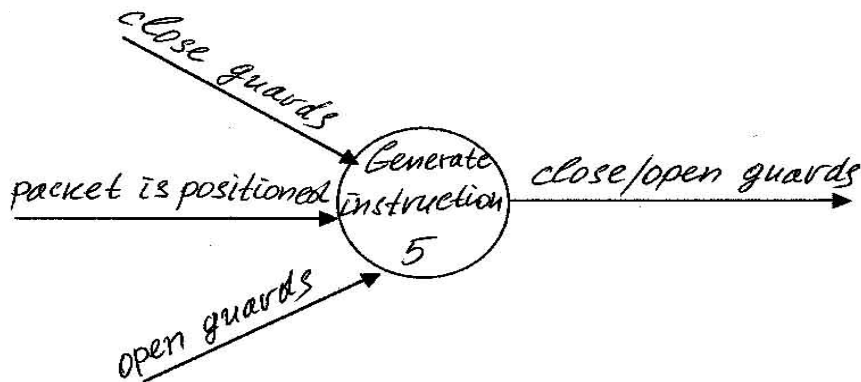 close guards
packet is positioned
open guards
Generate
instruction
5
close/open guards